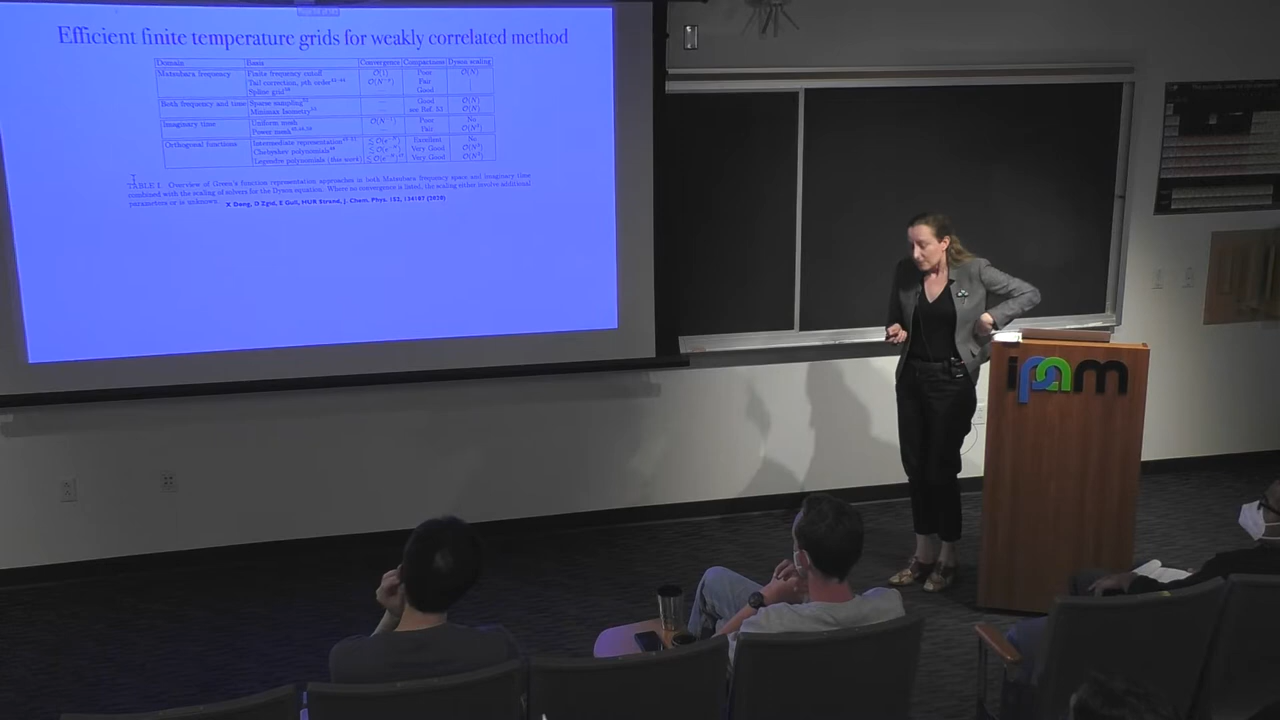 Efficient finite temperature grids for weakly correlated method
Domain Basis Convergence Compactness Dyson scaling
Matsubara frequency Finite frequency cutoff O(1) Poor O(N)
Tail correction, pth order Fair
Spline grid Good
Both frequency and time Sparse sampling Good O(N)
Minimax Isometry see Ref. 53 O(N)
Imaginary time Uniform mesh Poor No
Power mesh Fair
Orthogonal functions Intermediate representation Excellent No
Chebyshev polynomials Very Good
Legendre polynomials (this work) Very Good
TABLE I. Overview of Green's function representation approaches in both Matsubara frequency space and imaginary time
combined with the scaling of solvers for the Dyson equation. Where no convergence is listed, the scaling either involve additional
parameters or is unknown. X Dong, D Zgid, E Gull, HUR Strand, J. Chem. Phys. 152, 134107 (2020)
ipam